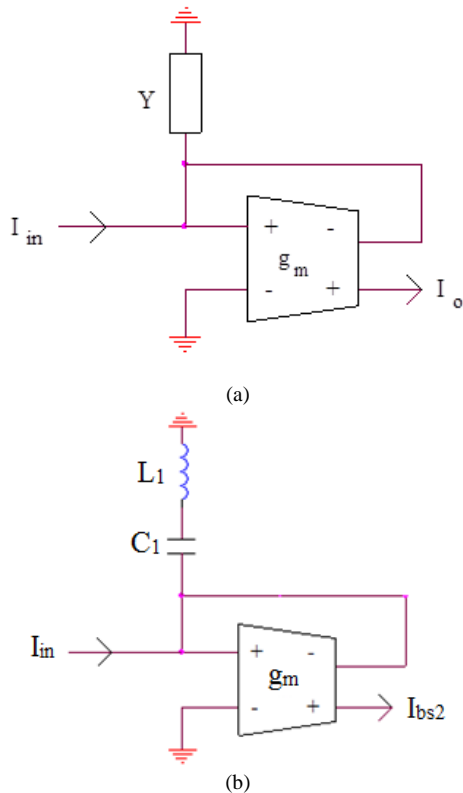 Y
I in
+ -
g m
- +
I o
(a)
L1
C1
Iin
+ -
gm
- +
Ibs2
(b)